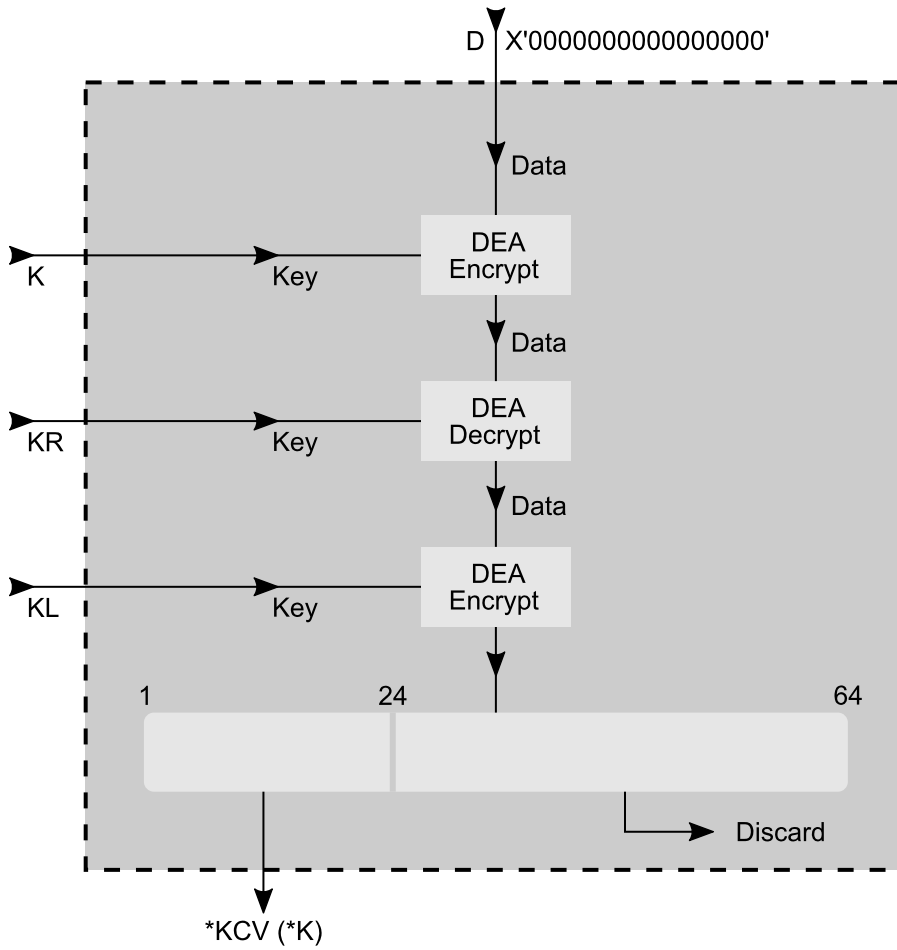 D X'0000000000000000'
Data
DEA
Encrypt
K
Key
Data
DEA
Decrypt
KR
Key
Data
DEA
Encrypt
KL
Key
1 24 64
Discard
*KCV (*K)